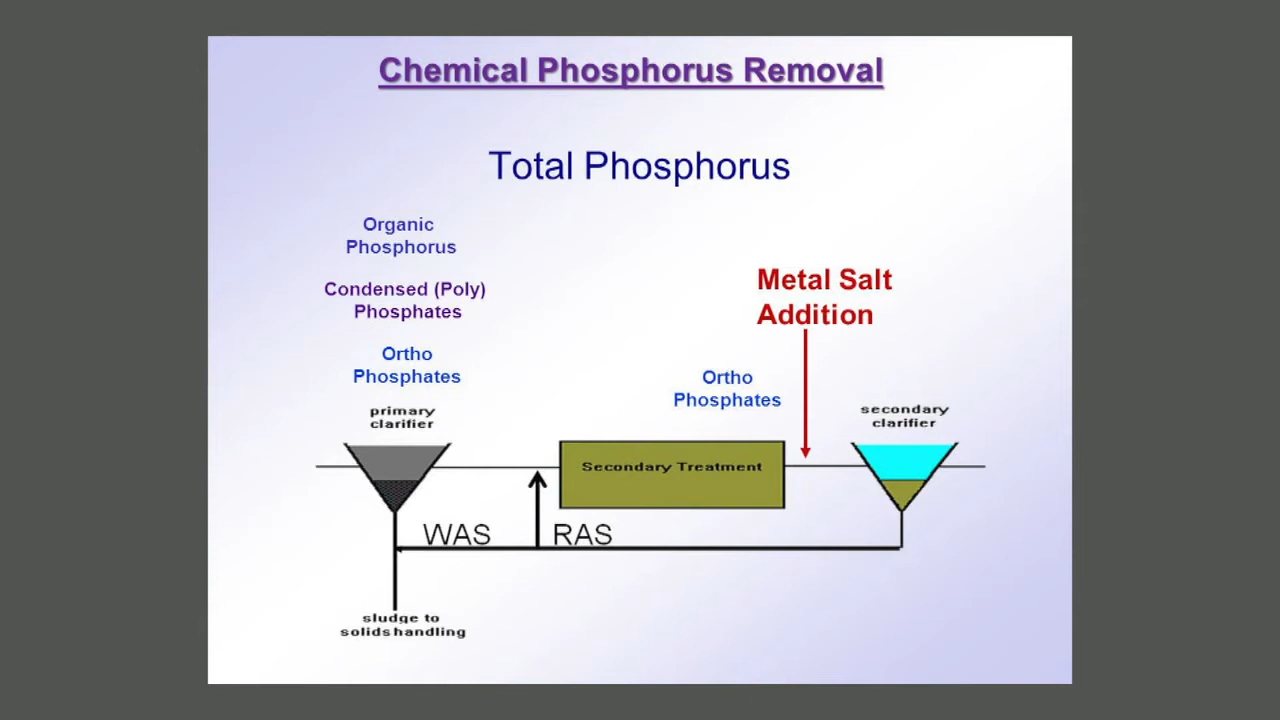 Chemical Phosphorus Removal
Total Phosphorus
Organic
Phosphorus
Condensed (Poly)
Phosphates
Ortho
Phosphates
Metal Salt
Addition
Ortho
Phosphates
primary
clarifier
secondary
clarifier
Secondary Treatment
WAS
RAS
sludge to
solids handling